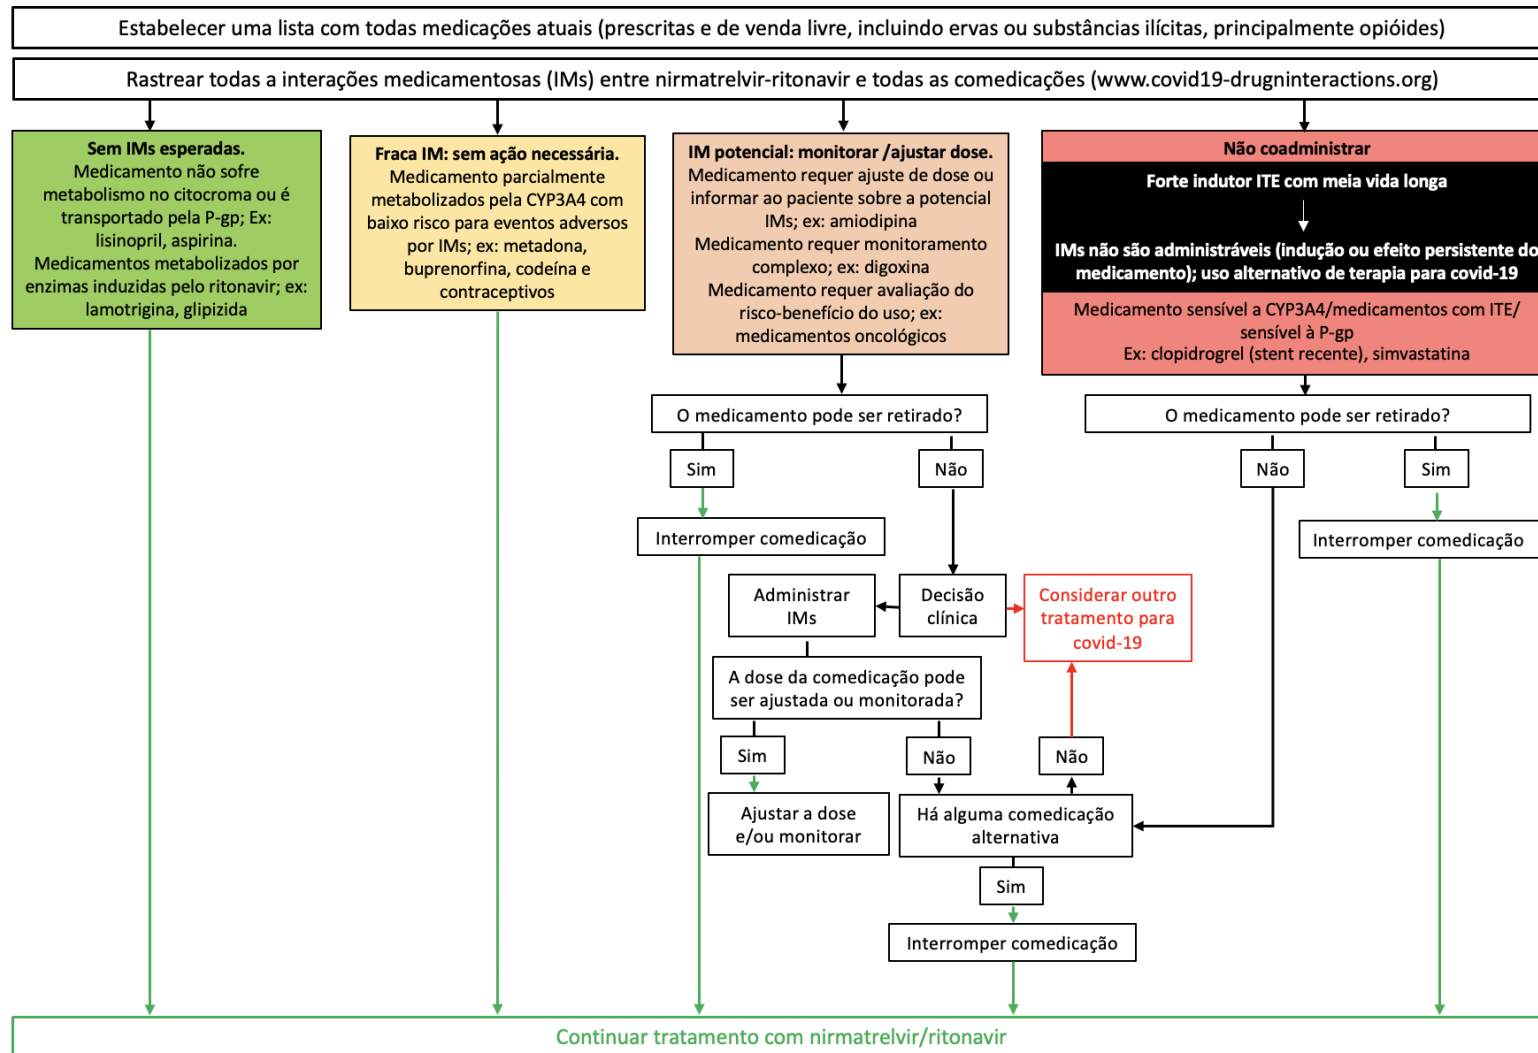 Estabelecer uma lista com todas medicações atuais (prescritas e de venda livre, incluindo ervas ou substâncias ilícitas, principalmente opióides)
Rastrear todas a interações medicamentosas (IMs) entre nirmatrelvir-ritonavir e todas as comedicações (www.covid19-drugninteractions.org)
Sem IMs esperadas.
Medicamento não sofre
metabolismo no citocroma ou é
transportado pela P-gp; Ex:
lisinopril, aspirina.
Medicamentos metabolizados por
enzimas induzidas pelo ritonavir; ex:
lamotrigina, glipizida
Fraca IM: sem ação necessária.
Medicamento parcialmente
metabolizados pela CYP3A4 com
baixo risco para eventos adversos
por IMs; ex: metadona,
buprenorfina, codeína e
contraceptivos
IM potencial: monitorar /ajustar dose.
Medicamento requer ajuste de dose ou
informar ao paciente sobre a potencial
IMs; ex: amiodipina
Medicamento requer monitoramento
complexo; ex: digoxina
Medicamento requer avaliação do
risco-benefício do uso; ex:
medicamentos oncológicos
Não coadministrar
Forte indutor ITE com meia vida longa
IMs não são administráveis (indução ou efeito persistente do
medicamento); uso alternativo de terapia para covid-19
Medicamento sensível a CYP3A4/medicamentos com ITE/
sensível à P-gp
Ex: clopidrogrel (stent recente), simvastatina
O medicamento pode ser retirado?
O medicamento pode ser retirado?
Sim
Não
Não
Sim
Interromper comedicação
Interromper comedicação
Administrar
IMs
Decisão
clínica
Considerar outro
tratamento para
covid-19
A dose da comedicação pode
ser ajustada ou monitorada?
Sim
Não
Não
Ajustar a dose
e/ou monitorar
Há alguma comedicação
alternativa
Sim
Interromper comedicação
Continuar tratamento com nirmatrelvir/ritonavir